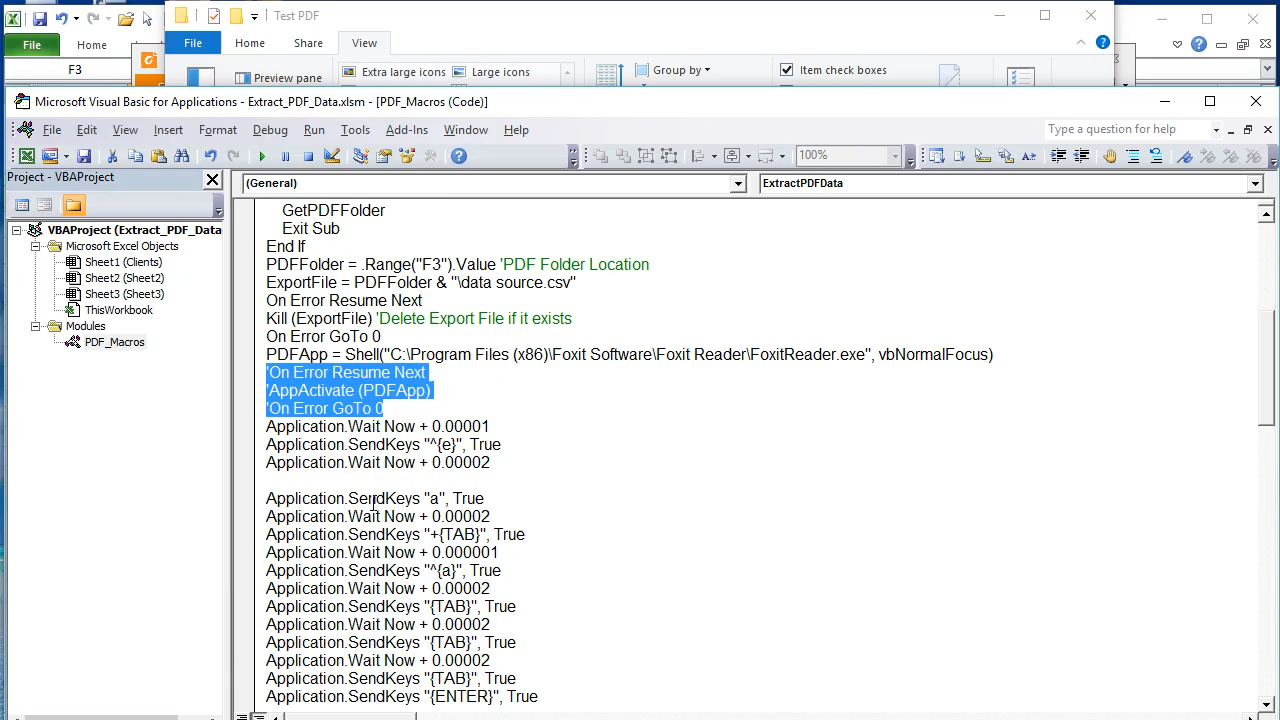 Test PDF
File Home Share View
File Home
F3
Preview pane
Extra large icons Large icons
Group by
Item check boxes
Microsoft Visual Basic for Applications - Extract_PDF_Data.xlsm - [PDF_Macros (Code)]
File Edit View Insert Format Debug Run Tools Add-Ins Window Help
Type a question for help
100%
Project - VBAProject
(General)
ExtractPDFData
VBAProject (Extract_PDF_Data
Microsoft Excel Objects
Sheet1 (Clients)
Sheet2 (Sheet2)
Sheet3 (Sheet3)
ThisWorkbook
Modules
PDF_Macros
GetPDFFolder
Exit Sub
End If
PDFFolder = .Range("F3").Value 'PDF Folder Location
ExportFile = PDFFolder & "\data source.csv"
On Error Resume Next
Kill (ExportFile) 'Delete Export File if it exists
On Error GoTo 0
PDFApp = Shell("C:\Program Files (x86)\Foxit Software\Foxit Reader\FoxitReader.exe", vbNormalFocus)
'On Error Resume Next
'AppActivate (PDFApp)
'On Error GoTo 0
Application.Wait Now + 0.00001
Application.SendKeys "^{e}", True
Application.Wait Now + 0.00002
Application.SendKeys "a", True
Application.Wait Now + 0.00002
Application.SendKeys "+{TAB}", True
Application.Wait Now + 0.000001
Application.SendKeys "^{a}", True
Application.Wait Now + 0.00002
Application.SendKeys "{TAB}", True
Application.Wait Now + 0.00002
Application.SendKeys "{TAB}", True
Application.Wait Now + 0.00002
Application.SendKeys "{TAB}", True
Application.SendKeys "{ENTER}", True